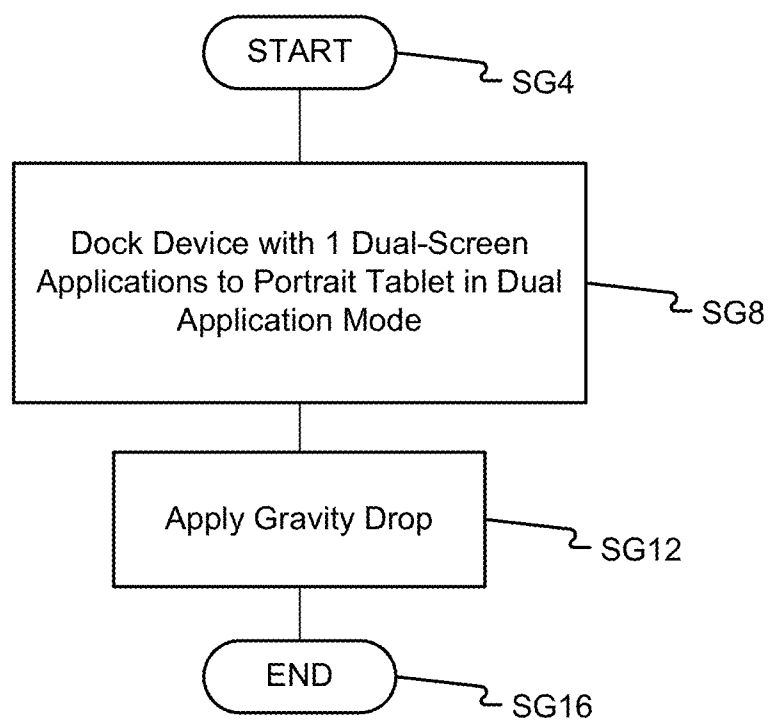 START
SG4
Dock Device with 1 Dual-Screen
Applications to Portrait Tablet in Dual
Application Mode
SG8
Apply Gravity Drop
SG12
END
SG16